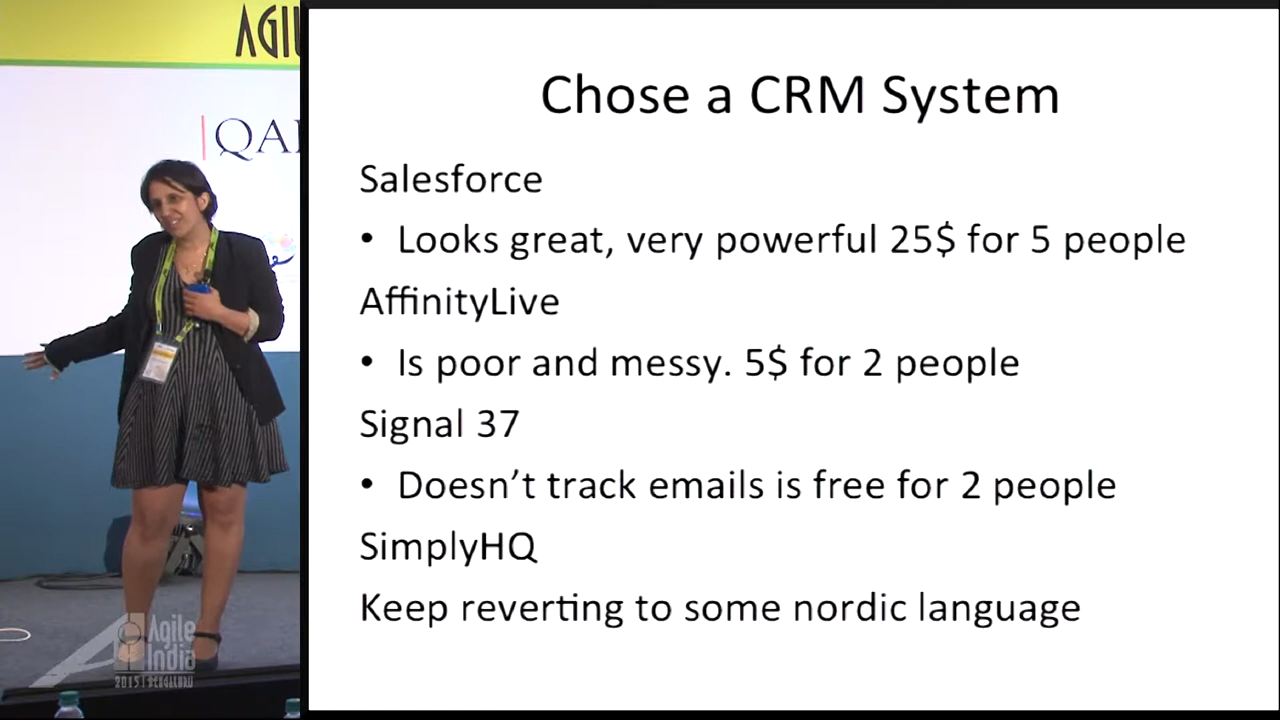 Chose a CRM System
Salesforce
• Looks great, very powerful 25$ for 5 people
AffinityLive
• Is poor and messy. 5$ for 2 people
Signal 37
• Doesn't track emails is free for 2 people
SimplyHQ
Keep reverting to some nordic language
Agile
India
2015 | BENGALURU